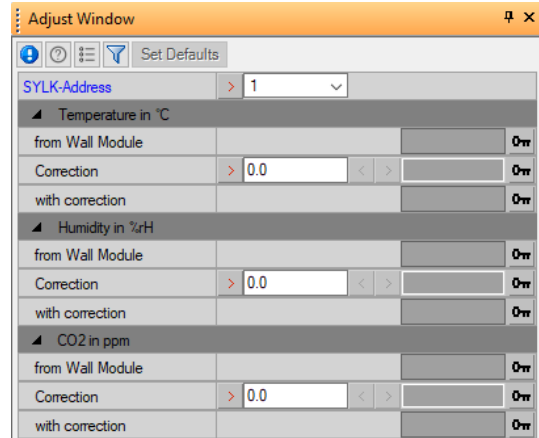 Adjust Window
Set Defaults
SYLK-Address > 1
Temperature in °C
from Wall Module
Correction > 0.0 < >
with correction
Humidity in %rH
from Wall Module
Correction > 0.0 < >
with correction
CO2 in ppm
from Wall Module
Correction > 0.0 < >
with correction